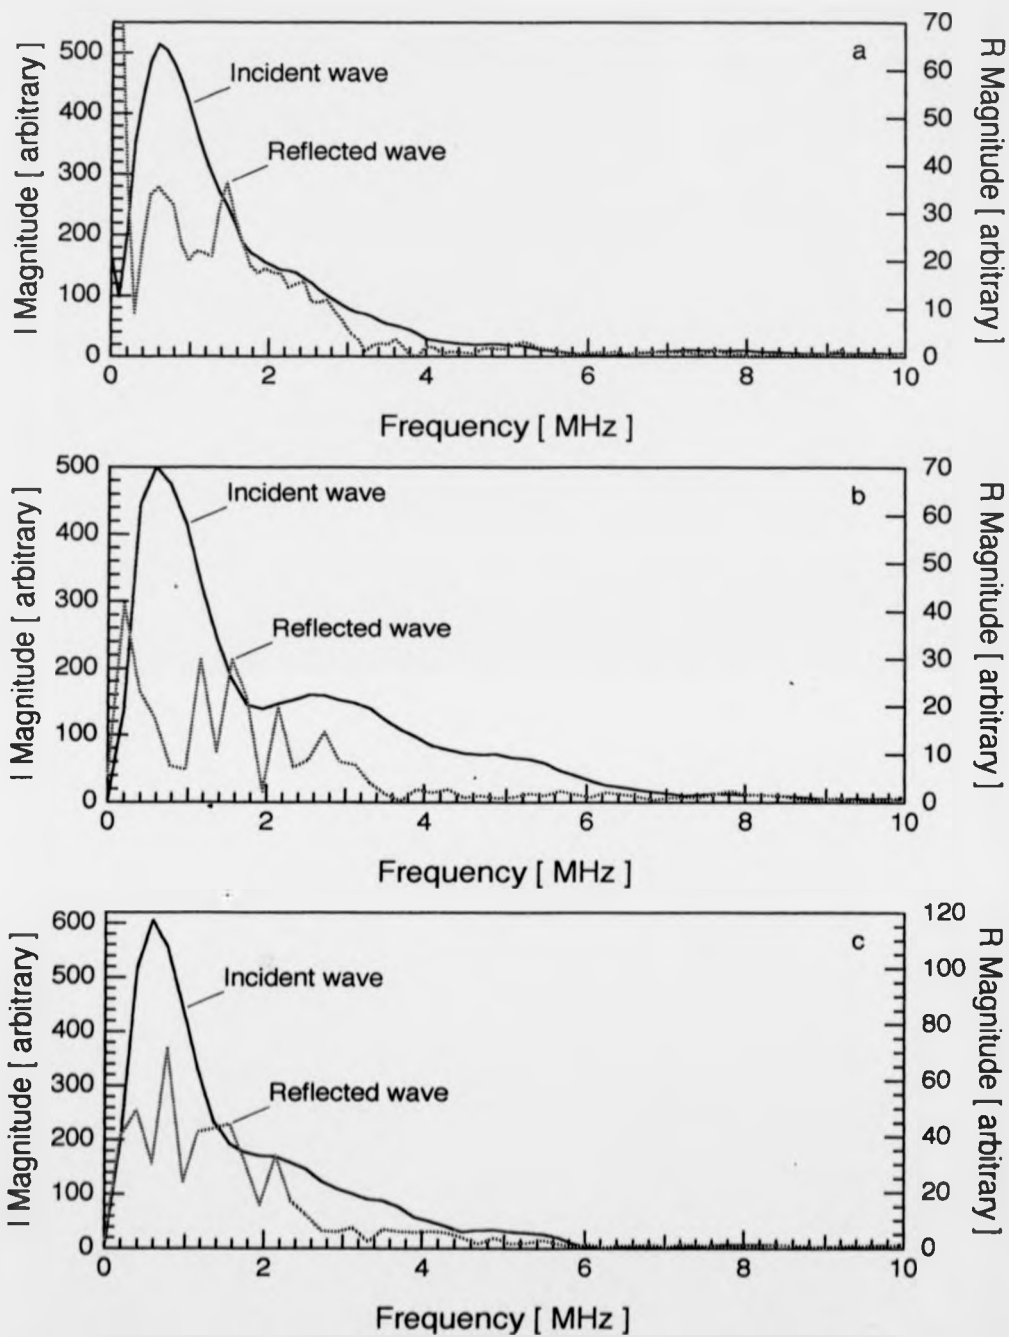 a
I Magnitude [ arbitrary ]
500
400
300
200
100
0
Incident wave
Reflected wave
70
60
50
40
30
20
10
0
R Magnitude [ arbitrary ]
0 2 4 6 8 10
Frequency [ MHz ]
b
I Magnitude [ arbitrary ]
500
400
300
200
100
0
Incident wave
Reflected wave
70
60
50
40
30
20
10
0
R Magnitude [ arbitrary ]
0 2 4 6 8 10
Frequency [ MHz ]
c
I Magnitude [ arbitrary ]
600
500
400
300
200
100
0
Incident wave
Reflected wave
120
100
80
60
40
20
0
R Magnitude [ arbitrary ]
0 2 4 6 8 10
Frequency [ MHz ]